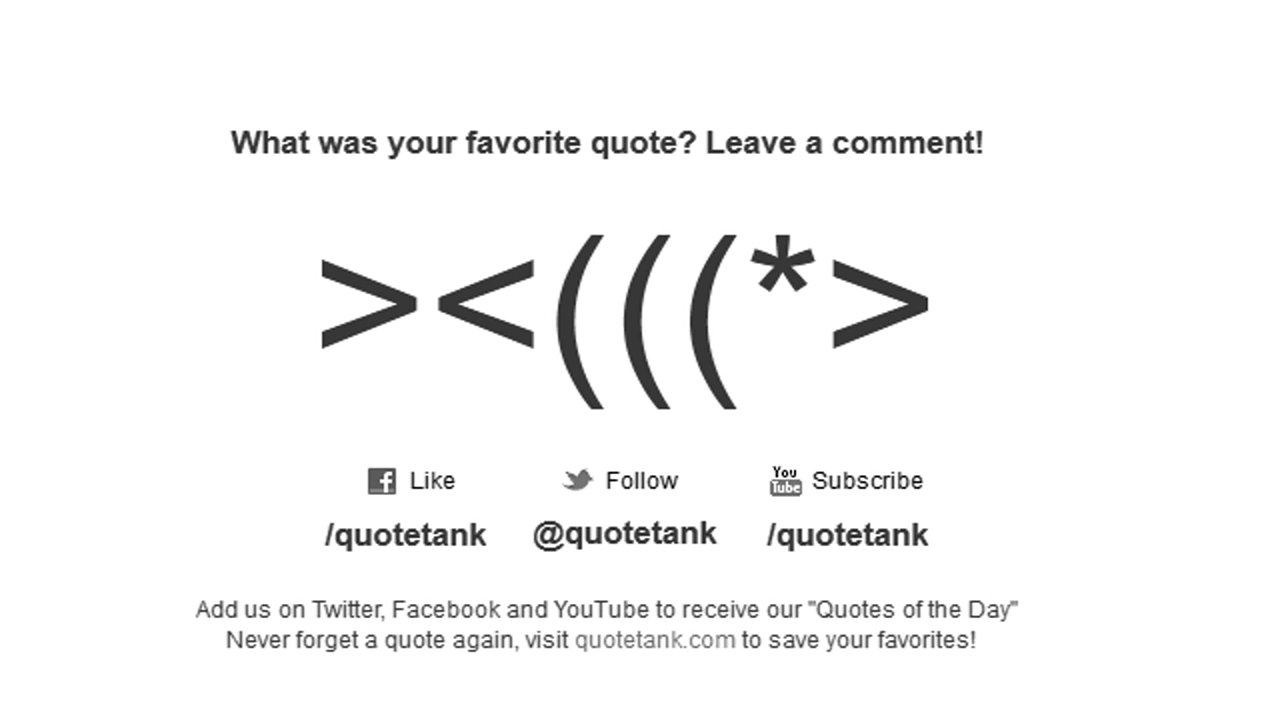 What was your favorite quote? Leave a comment!
><(((*>
f Like Follow You Tube Subscribe
/quotetank @quotetank /quotetank
Add us on Twitter, Facebook and YouTube to receive our "Quotes of the Day"
Never forget a quote again, visit quotetank.com to save your favorites!